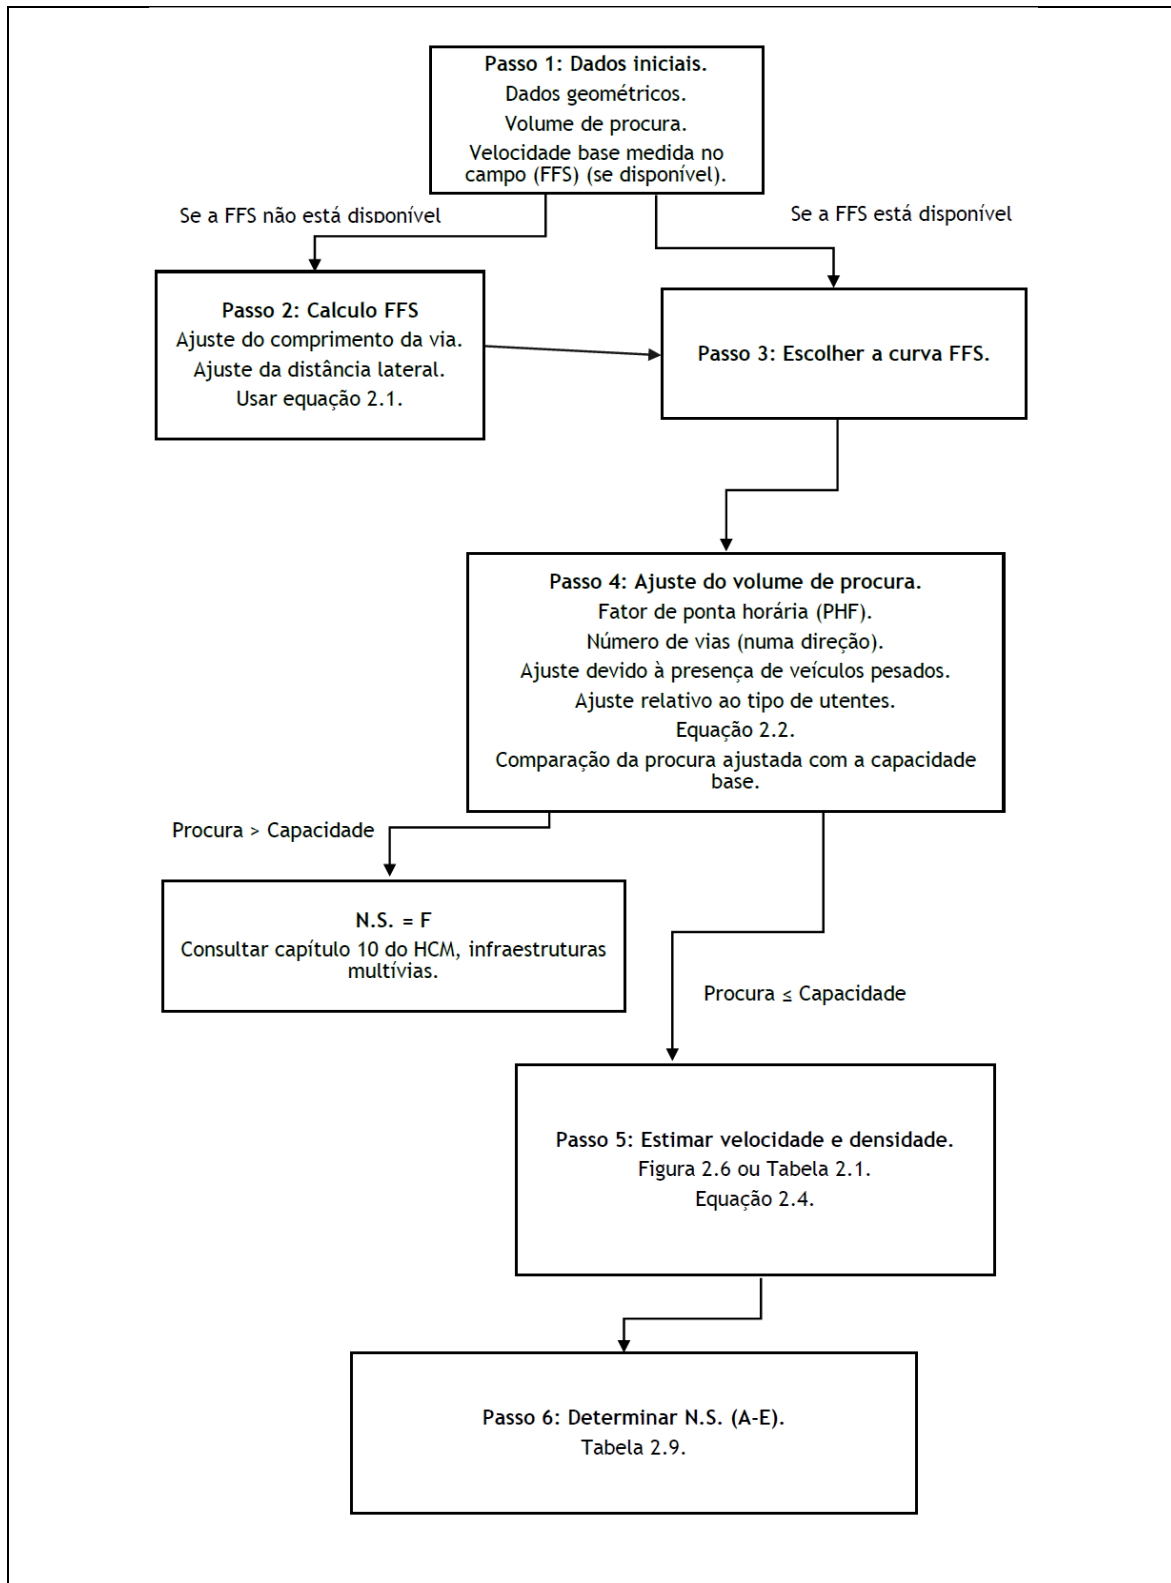 Passo 1: Dados iniciais.
Dados geométricos.
Volume de procura.
Velocidade base medida no
campo (FFS) (se disponível).
Se a FFS não está disponível
Se a FFS está disponível
Passo 2: Calculo FFS
Ajuste do comprimento da via.
Ajuste da distância lateral.
Usar equação 2.1.
Passo 3: Escolher a curva FFS.
Passo 4: Ajuste do volume de procura.
Fator de ponta horária (PHF).
Número de vias (numa direção).
Ajuste devido à presença de veículos pesados.
Ajuste relativo ao tipo de utentes.
Equação 2.2.
Comparação da procura ajustada com a capacidade
base.
Procura > Capacidade
N.S. = F
Consultar capítulo 10 do HCM, infraestruturas
multívias.
Procura ≤ Capacidade
Passo 5: Estimar velocidade e densidade.
Figura 2.6 ou Tabela 2.1.
Equação 2.4.
Passo 6: Determinar N.S. (A-E).
Tabela 2.9.